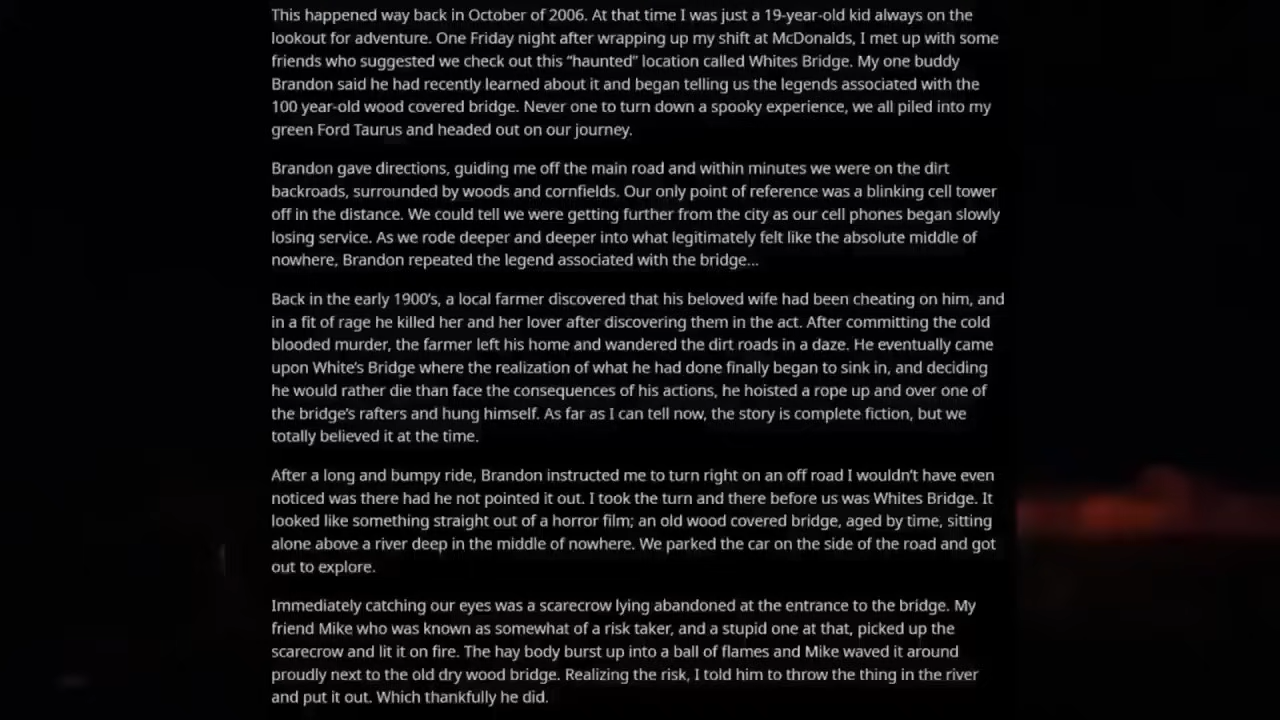 This happened way back in October of 2006. At that time I was just a 19-year-old kid always on the
lookout for adventure. One Friday night after wrapping up my shift at McDonalds, I met up with some
friends who suggested we check out this “haunted” location called Whites Bridge. My one buddy
Brandon said he had recently learned about it and began telling us the legends associated with the
100 year-old wood covered bridge. Never one to turn down a spooky experience, we all piled into my
green Ford Taurus and headed out on our journey.
Brandon gave directions, guiding me off the main road and within minutes we were on the dirt
backroads, surrounded by woods and cornfields. Our only point of reference was a blinking cell tower
off in the distance. We could tell we were getting further from the city as our cell phones began slowly
losing service. As we rode deeper and deeper into what legitimately felt like the absolute middle of
nowhere, Brandon repeated the legend associated with the bridge...
Back in the early 1900’s, a local farmer discovered that his beloved wife had been cheating on him, and
in a fit of rage he killed her and her lover after discovering them in the act. After committing the cold
blooded murder, the farmer left his home and wandered the dirt roads in a daze. He eventually came
upon White’s Bridge where the realization of what he had done finally began to sink in, and deciding
he would rather die than face the consequences of his actions, he hoisted a rope up and over one of
the bridge’s rafters and hung himself. As far as I can tell now, the story is complete fiction, but we
totally believed it at the time.
After a long and bumpy ride, Brandon instructed me to turn right on an off road I wouldn’t have even
noticed was there had he not pointed it out. I took the turn and there before us was Whites Bridge. It
looked like something straight out of a horror film; an old wood covered bridge, aged by time, sitting
alone above a river deep in the middle of nowhere. We parked the car on the side of the road and got
out to explore.
Immediately catching our eyes was a scarecrow lying abandoned at the entrance to the bridge. My
friend Mike who was known as somewhat of a risk taker, and a stupid one at that, picked up the
scarecrow and lit it on fire. The hay body burst up into a ball of flames and Mike waved it around
proudly next to the old dry wood bridge. Realizing the risk, I told him to throw the thing in the river
and put it out. Which thankfully he did.